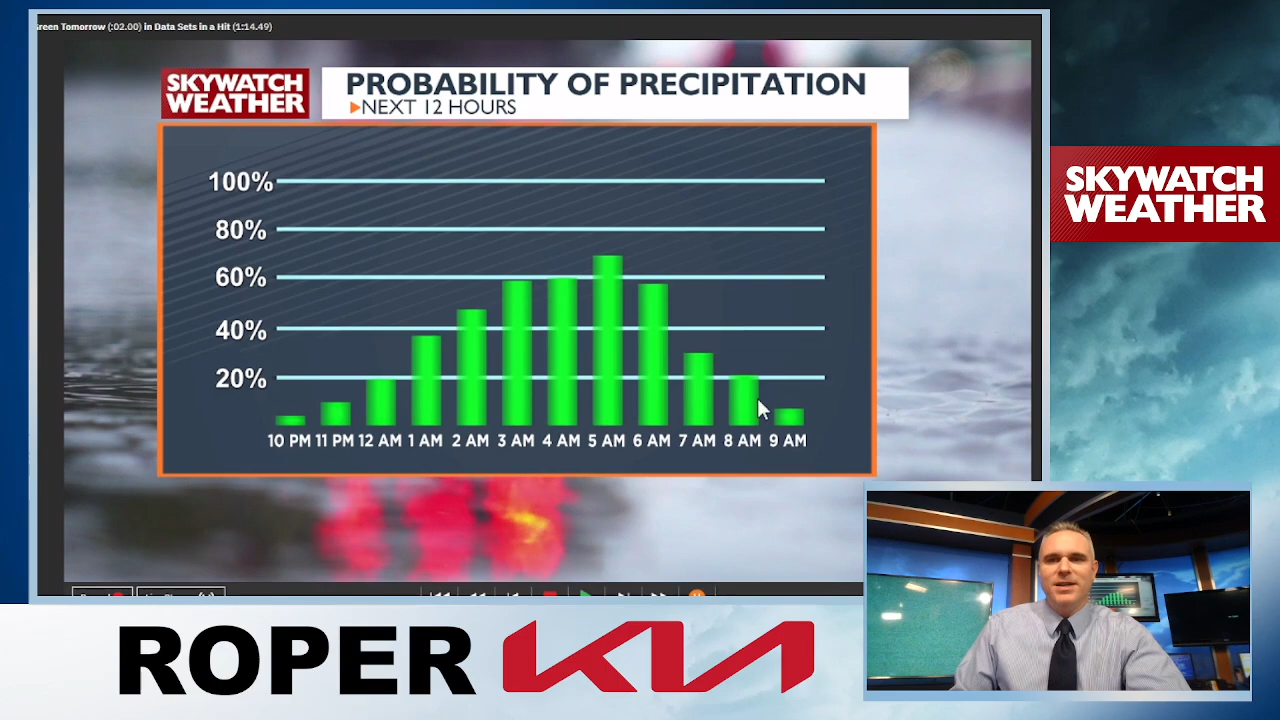 Green Tomorrow (:02.00) in Data Sets in a Hit (1:14.49)
SKYWATCH
WEATHER
PROBABILITY OF PRECIPITATION
NEXT 12 HOURS
100%
80%
60%
40%
20%
10 PM 11 PM 12 AM 1 AM 2 AM 3 AM 4 AM 5 AM 6 AM 7 AM 8 AM 9 AM
SKYWATCH
WEATHER
ROPER KIA